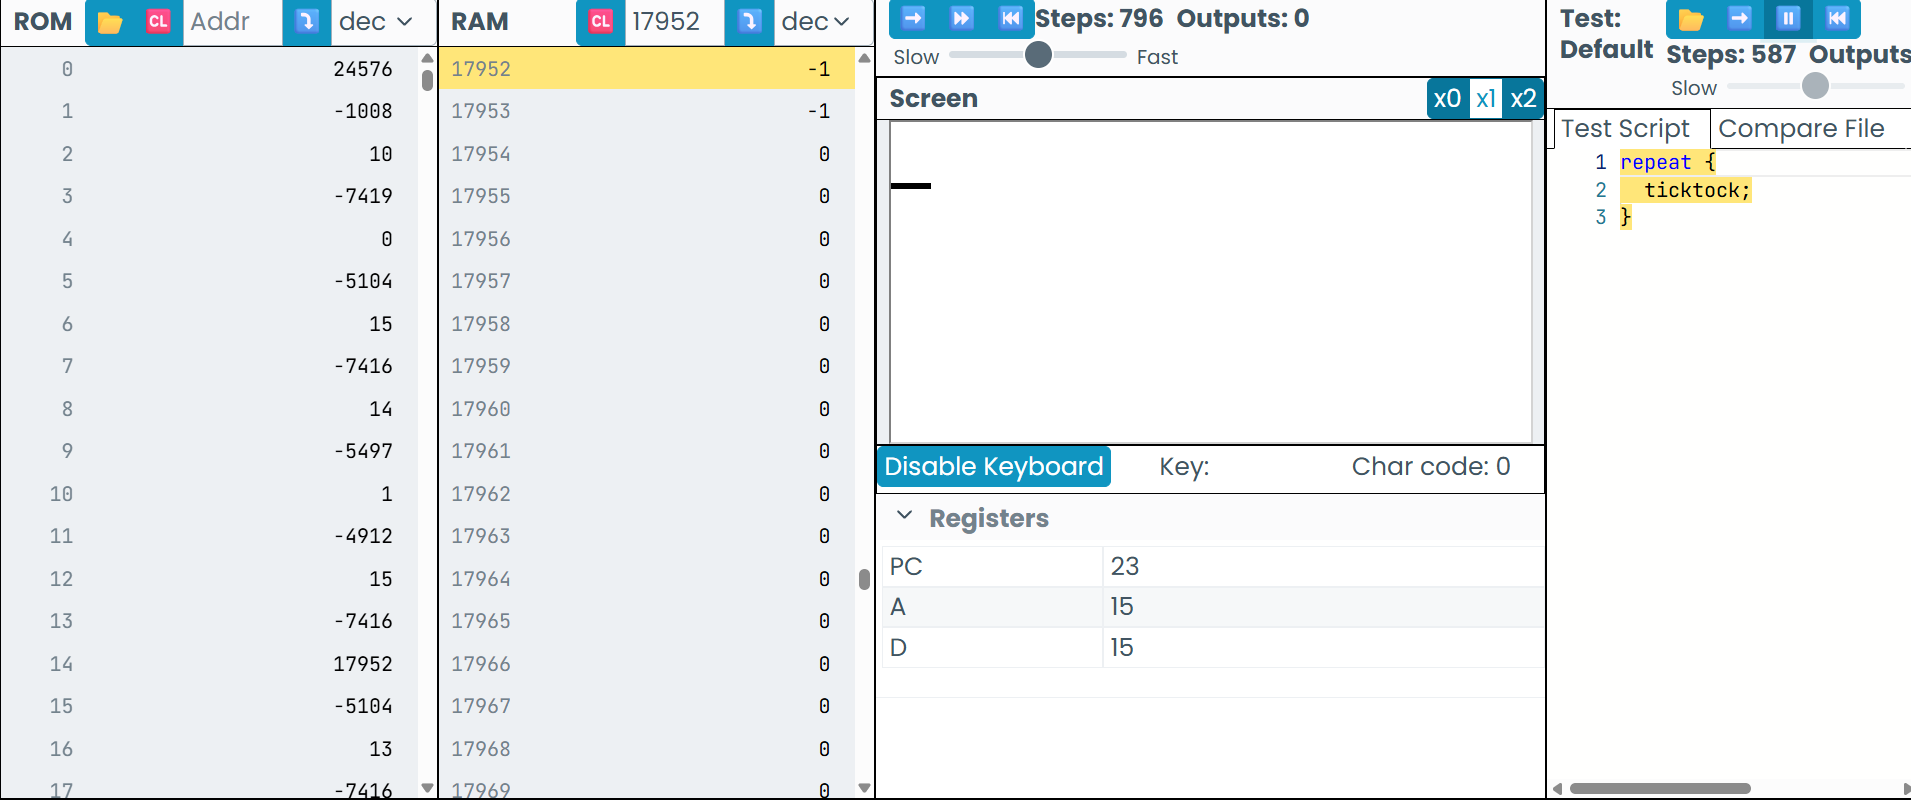 ROM CL Addr dec
0 24576
1 -1008
2 10
3 -7419
4 0
5 -5104
6 15
7 -7416
8 14
9 -5497
10 1
11 -4912
12 15
13 -7416
14 17952
15 -5104
16 13
17 -7416
RAM CL 17952 dec
17952 -1
17953 -1
17954 0
17955 0
17956 0
17957 0
17958 0
17959 0
17960 0
17961 0
17962 0
17963 0
17964 0
17965 0
17966 0
17967 0
17968 0
17969 0
Steps: 796 Outputs: 0
Slow Fast
Screen x0 x1 x2
Disable Keyboard Key: Char code: 0
Registers
PC 23
A 15
D 15
Test:
Default
Steps: 587 Outputs
Slow
Test Script Compare File
1 repeat {
2 ticktock;
3 }